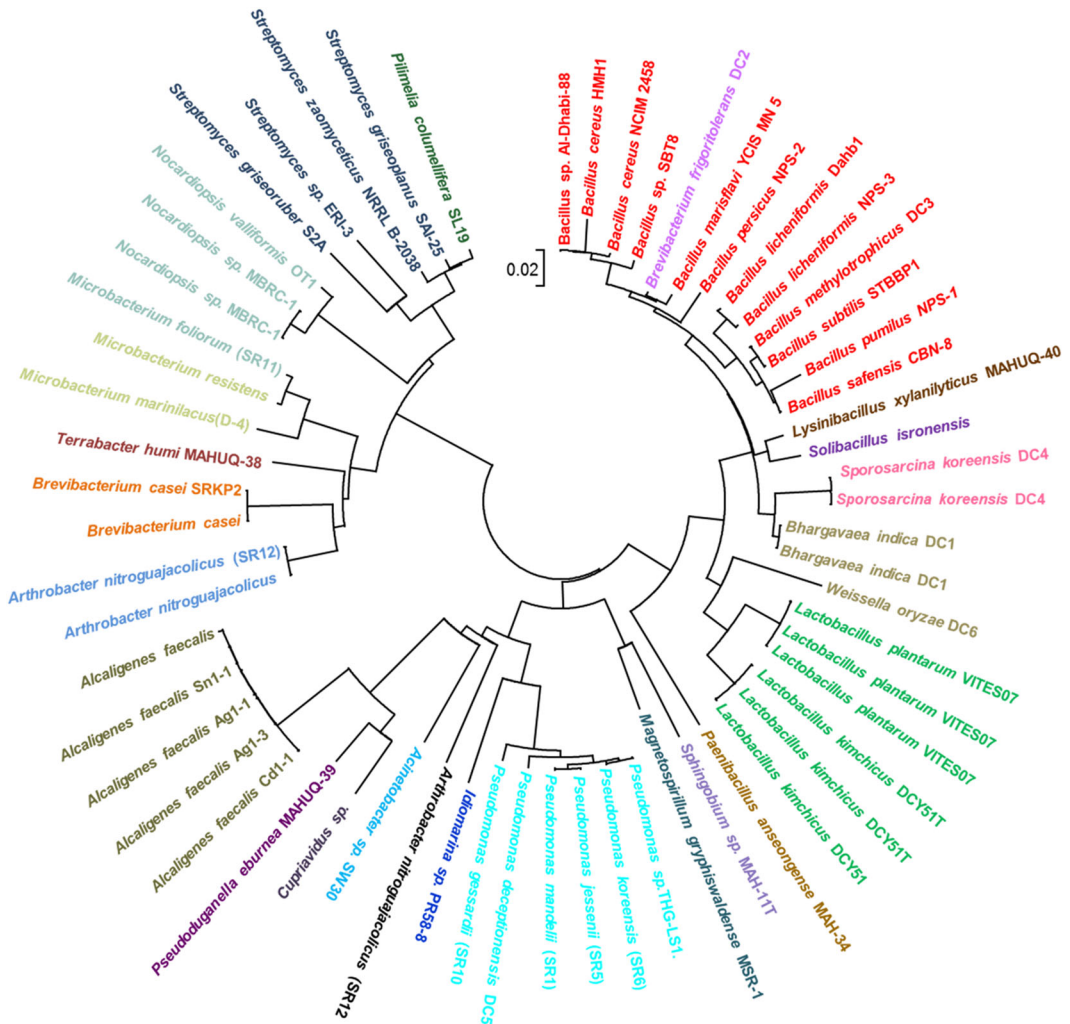 Bacillus sp. Al-Dhabi-88
Bacillus cereus HMH1
Bacillus cereus NCIM 2458
Bacillus sp. SBT8
Brevibacterium frigoritolerans DC2
Bacillus marisflavi YCIS MN 5
Bacillus persicus NPS-2
Bacillus licheniformis Dahb1
Bacillus licheniformis NPS-3
Bacillus methylotrophicus DC3
Bacillus subtilis STBBP1
Bacillus pumilus NPS-1
Bacillus safensis CBN-8
Lysinibacillus xylanilyticus MAHUQ-40
Solibacillus isronensis
Sporosarcina koreensis DC4
Sporosarcina koreensis DC4
Bhargavaea indica DC1
Bhargavaea indica DC1
Weissella oryzae DC6
Lactobacillus plantarum VITES07
Lactobacillus plantarum VITES07
Lactobacillus plantarum VITES07
Lactobacillus kimchicus DCY51T
Lactobacillus kimchicus DCY51T
Lactobacillus kimchicus DCY51
Paenibacillus anseongense MAH-34
Sphingobium sp. MAH-11T
Magnetospirillum gryphiswaldense MSR-1
Pseudomonas sp.THG-LS1.
Pseudomonas koreensis (SR6)
Pseudomonas jessenii (SR5)
Pseudomonas mandelii (SR1)
Pseudomonas deceptionensis DC5
Pseudomonas gessardii (SR10
Idiomarina sp. PR58-8
Arthrobacter nitroguajacolicus (SR12
Acinetobacter sp. SW30
Cupriavidus sp.
Pseudoduganella eburnea MAHUQ-39
Alcaligenes faecalis Cd1-1
Alcaligenes faecalis Ag1-3
Alcaligenes faecalis Ag1-1
Alcaligenes faecalis Sn1-1
Alcaligenes faecalis
Arthrobacter nitroguajacolicus
Arthrobacter nitroguajacolicus (SR12)
Brevibacterium casei
Brevibacterium casei SRKP2
Terrabacter humi MAHUQ-38
Microbacterium marinilacus(D-4)
Microbacterium resistens
Microbacterium foliorum (SR11)
Nocardiopsis sp. MBRC-1
Nocardiopsis sp. MBRC-1
Nocardiopsis valliformis OT1
Streptomyces griseoruber S2A
Streptomyces sp. ERI-3
Streptomyces zaomyceticus NRRL B-2038
Streptomyces griseoplanus SAI-25
Pilimelia columellifera SL19
0.02